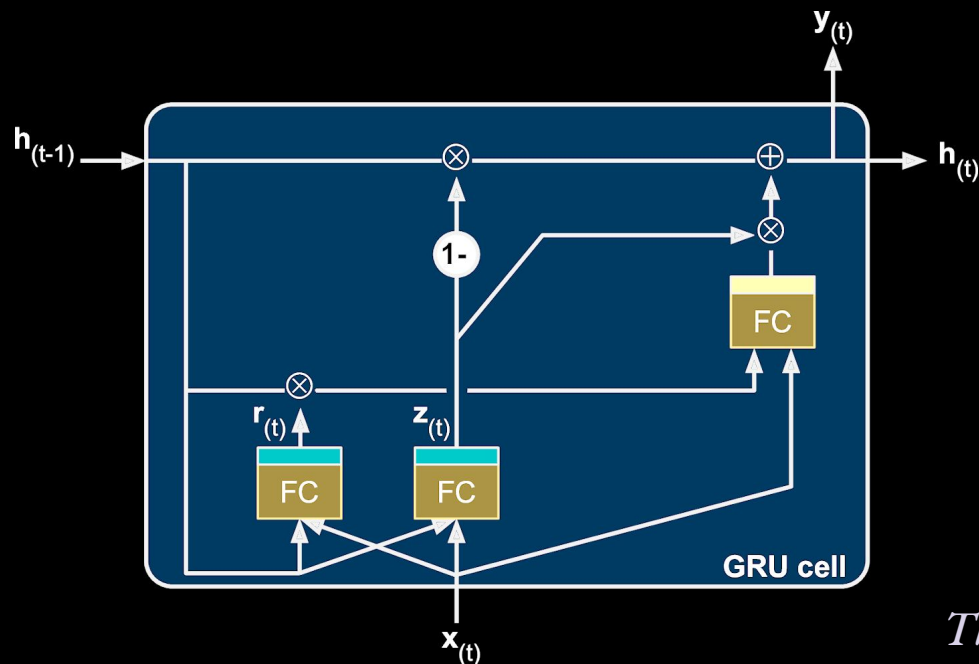 y(t)
h(t-1)
h(t)
1-
FC
r(t)
z(t)
FC
FC
GRU cell
x(t)